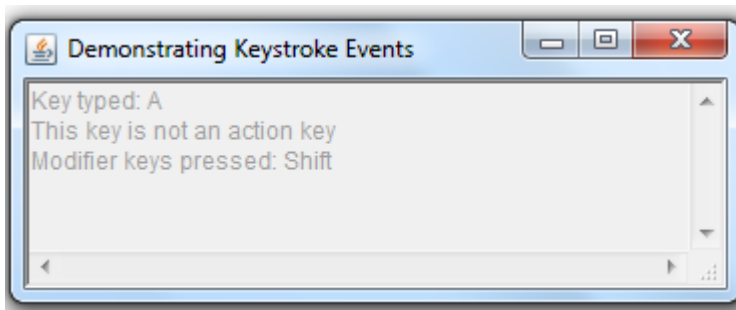 Demonstrating Keystroke Events
Key typed: A
This key is not an action key
Modifier keys pressed: Shift